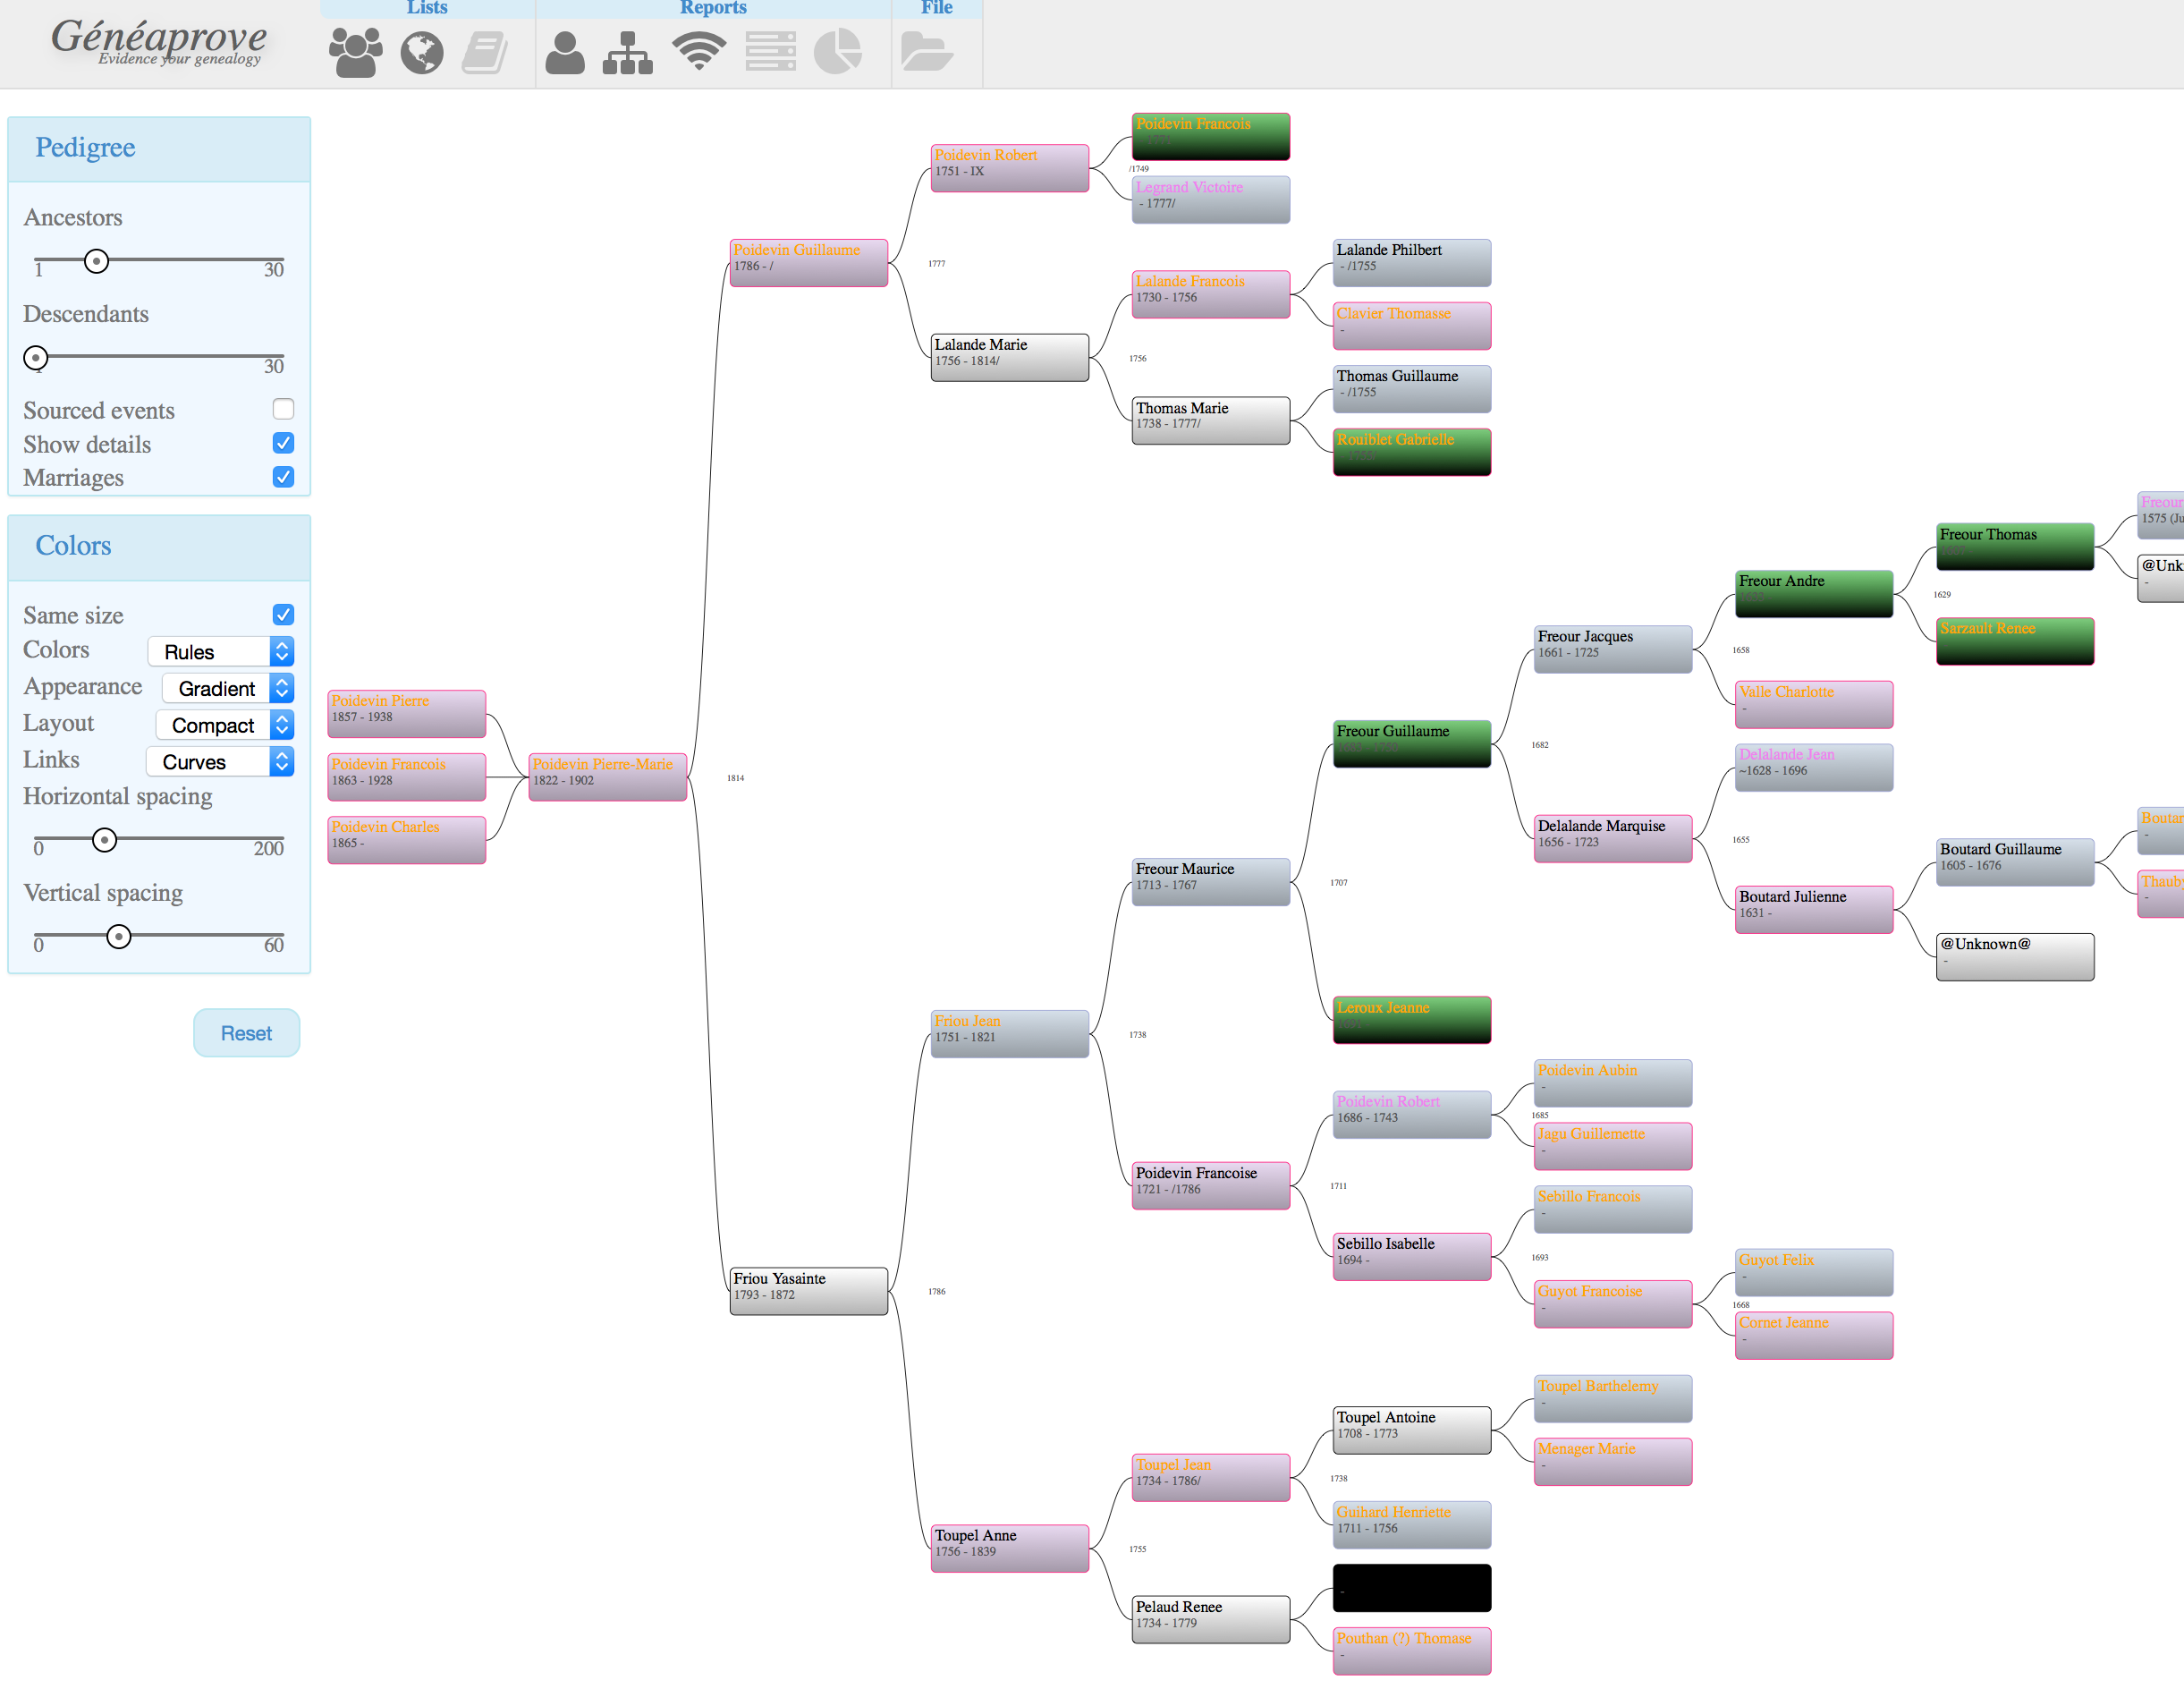 Lists
Reports
File
Généaprove
Evidence your genealogy
Pedigree
Ancestors
1
30
Descendants
1
30
Sourced events
Show details
Marriages
Colors
Same size
Colors
Rules
Appearance
Gradient
Layout
Compact
Links
Curves
Horizontal spacing
0
200
Vertical spacing
0
60
Reset
Poidevin Pierre
1857 - 1938
Poidevin Francois
1863 - 1928
Poidevin Charles
1865 -
Poidevin Pierre-Marie
1822 - 1902
1814
Poidevin Guillaume
1786 - /
1777
Friou Yasainte
1793 - 1872
1786
Poidevin Robert
1751 - IX
/1749
Lalande Marie
1756 - 1814/
1756
Friou Jean
1751 - 1821
1738
Toupel Anne
1756 - 1839
1755
Poidevin Francois
Legrand Victoire
- 1777/
Lalande Francois
1730 - 1756
Thomas Marie
1738 - 1777/
Freour Maurice
1713 - 1767
1707
Poidevin Francoise
1721 - /1786
1711
Toupel Jean
1734 - 1786/
1738
Pelaud Renee
1734 - 1779
Lalande Philbert
- /1755
Clavier Thomasse
-
Thomas Guillaume
- /1755
Rouiblet Gabrielle
Freour Guillaume
1682
Leroux Jeanne
Poidevin Robert
1686 - 1743
1685
Sebillo Isabelle
1694 -
1693
Toupel Antoine
1708 - 1773
Guihard Henriette
1711 - 1756
-
Pouthan (?) Thomase
-
Freour Jacques
1661 - 1725
1658
Delalande Marquise
1656 - 1723
1655
Poidevin Aubin
-
Jagu Guillemette
-
Sebillo Francois
-
Guyot Francoise
-
1668
Toupel Barthelemy
-
Menager Marie
-
Freour Andre
1629
Valle Charlotte
-
Delalande Jean
~1628 - 1696
Boutard Julienne
1631 -
Guyot Felix
-
Cornet Jeanne
-
Freour Thomas
Sarzault Renee
Boutard Guillaume
1605 - 1676
@Unknown@
-
Freour
1575 (Ju
@Unk
-
Boutar
-
Thauby
-